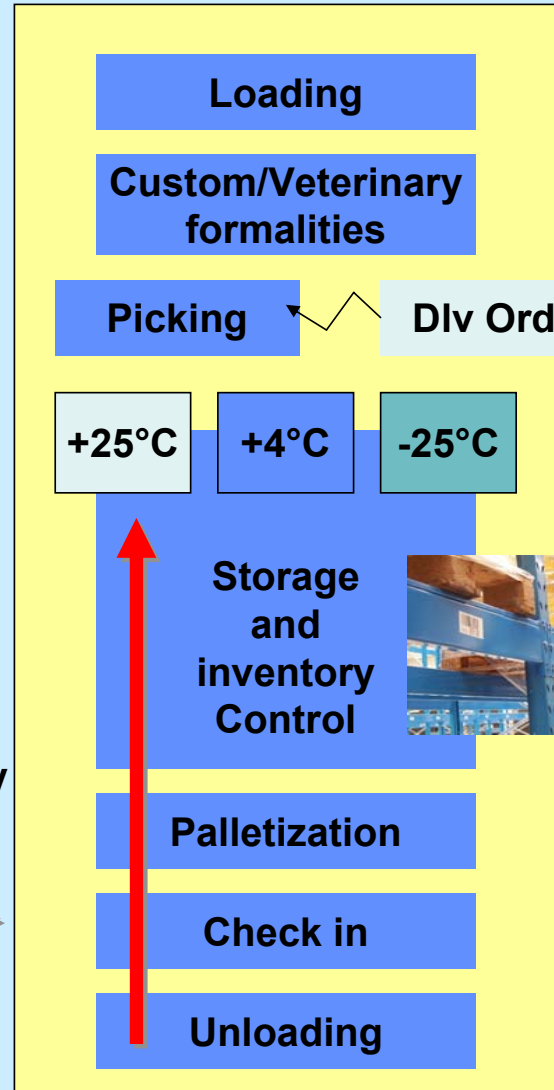 Loading
Custom/Veterinary
formalities
Picking
Dlv Ord
+25°C
+4°C
-25°C
Storage
and
inventory
Control
Palletization
Check in
Unloading